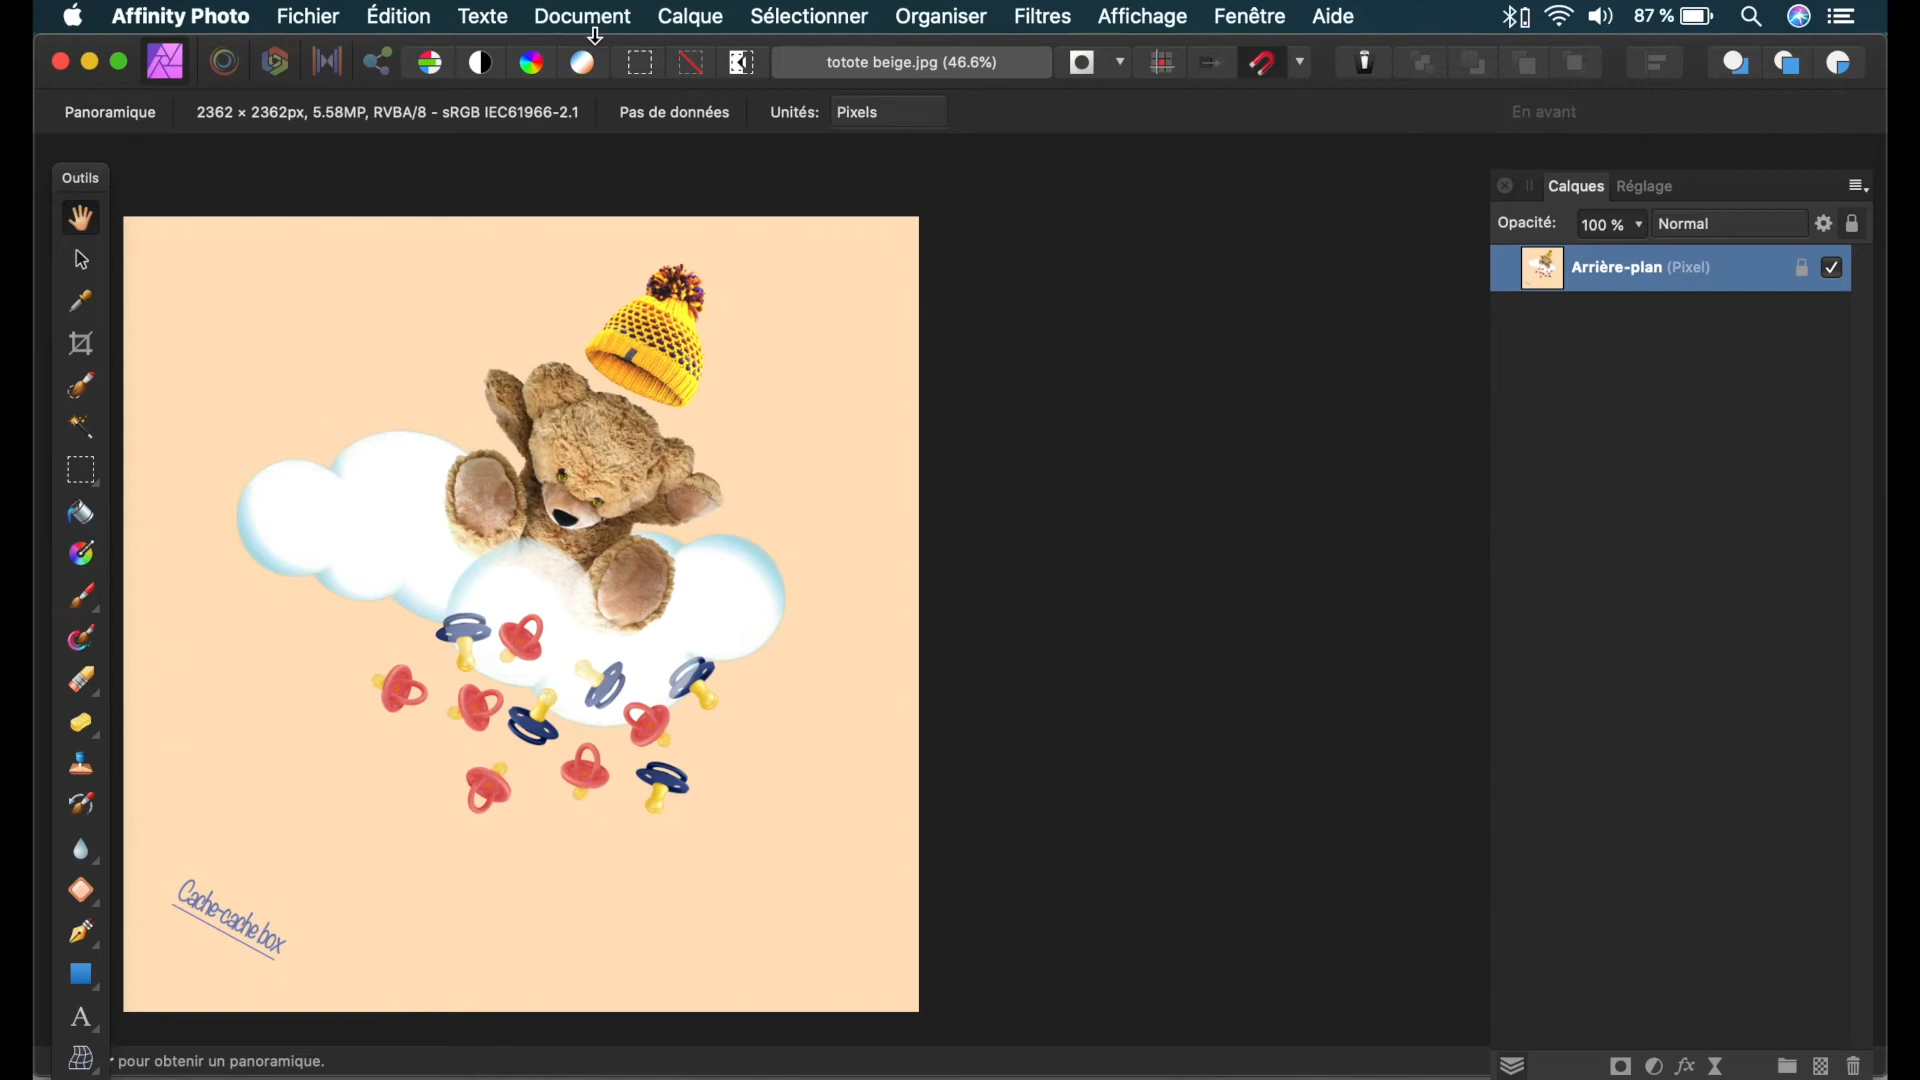 Affinity Photo Fichier Édition Texte Document Calque Sélectionner Organiser Filtres Affichage Fenêtre Aide 87 %
totote beige.jpg (46.6%)
Panoramique 2362 × 2362px, 5.58MP, RVBA/8 - sRGB IEC61966-2.1 Pas de données Unités: Pixels En avant
Outils
Calques Réglage
Opacité: 100 % Normal
Arrière-plan (Pixel)
Cache-cache box
A
pour obtenir un panoramique.
fx